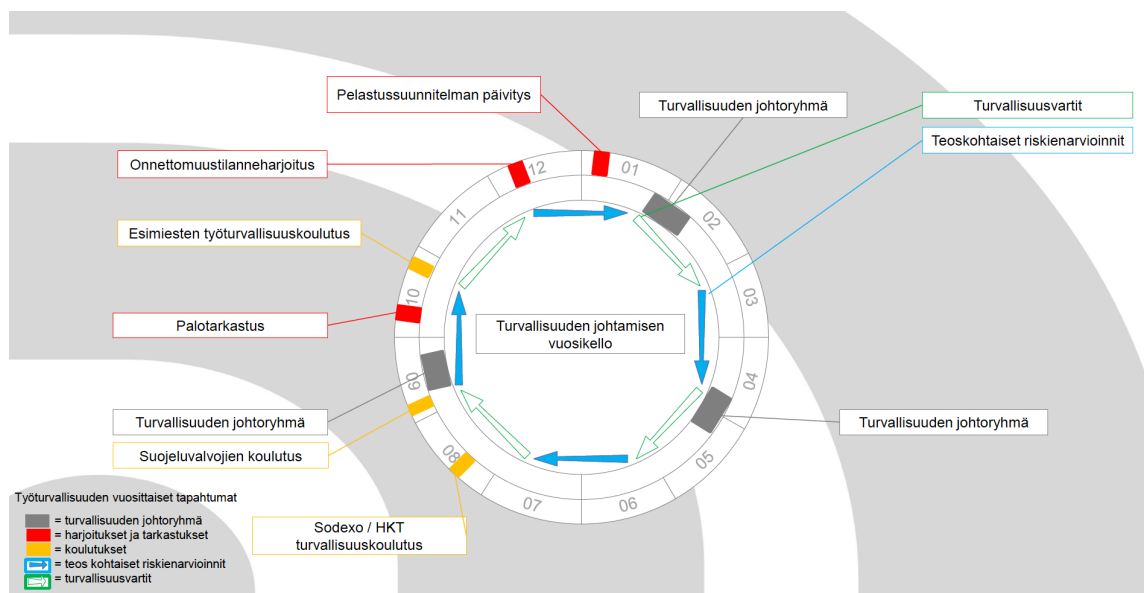 Pelastussuunnitelman päivitys
Turvallisuuden johtoryhmä
Turvallisuusvartit
Teoskohtaiset riskienarvioinnit
Onnettomuustilanneharjoitus
Esimiesten työturvallisuuskoulutus
Palotarkastus
Turvallisuuden johtamisen
vuosikello
Turvallisuuden johtoryhmä
Turvallisuuden johtoryhmä
Suojeluvalvojien koulutus
Sodexo / HKT
turvallisuuskoulutus
01
02
03
04
05
06
07
08
09
10
11
12
Työturvallisuuden vuosittaiset tapahtumat
= turvallisuuden johtoryhmä
= harjoitukset ja tarkastukset
= koulutukset
= teos kohtaiset riskienarvioinnit
= turvallisuusvartit